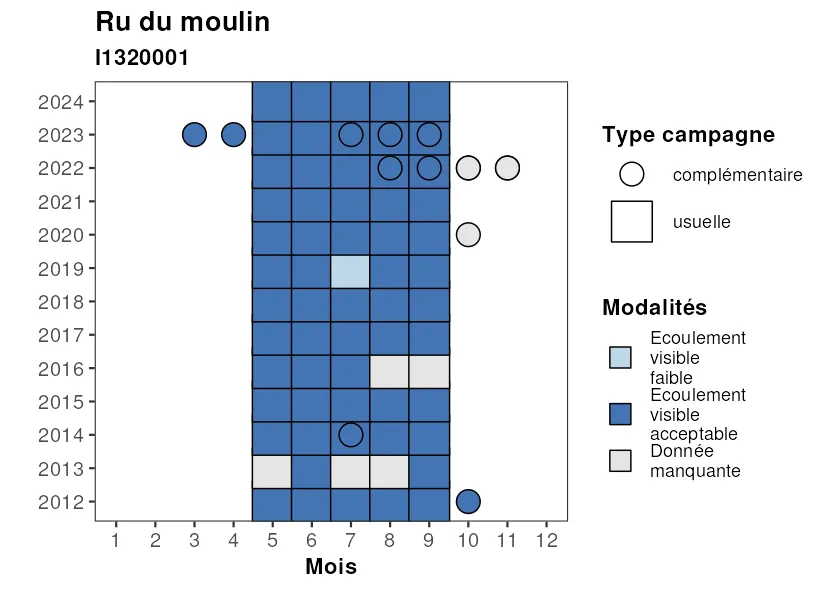 Ru du moulin
I1320001
2024
2023
2022
2021
2020
2019
2018
2017
2016
2015
2014
2013
2012
1 2 3 4 5 6 7 8 9 10 11 12
Mois
Type campagne
complémentaire
usuelle
Modalités
Ecoulement
visible
faible
Ecoulement
visible
acceptable
Donnée
manquante